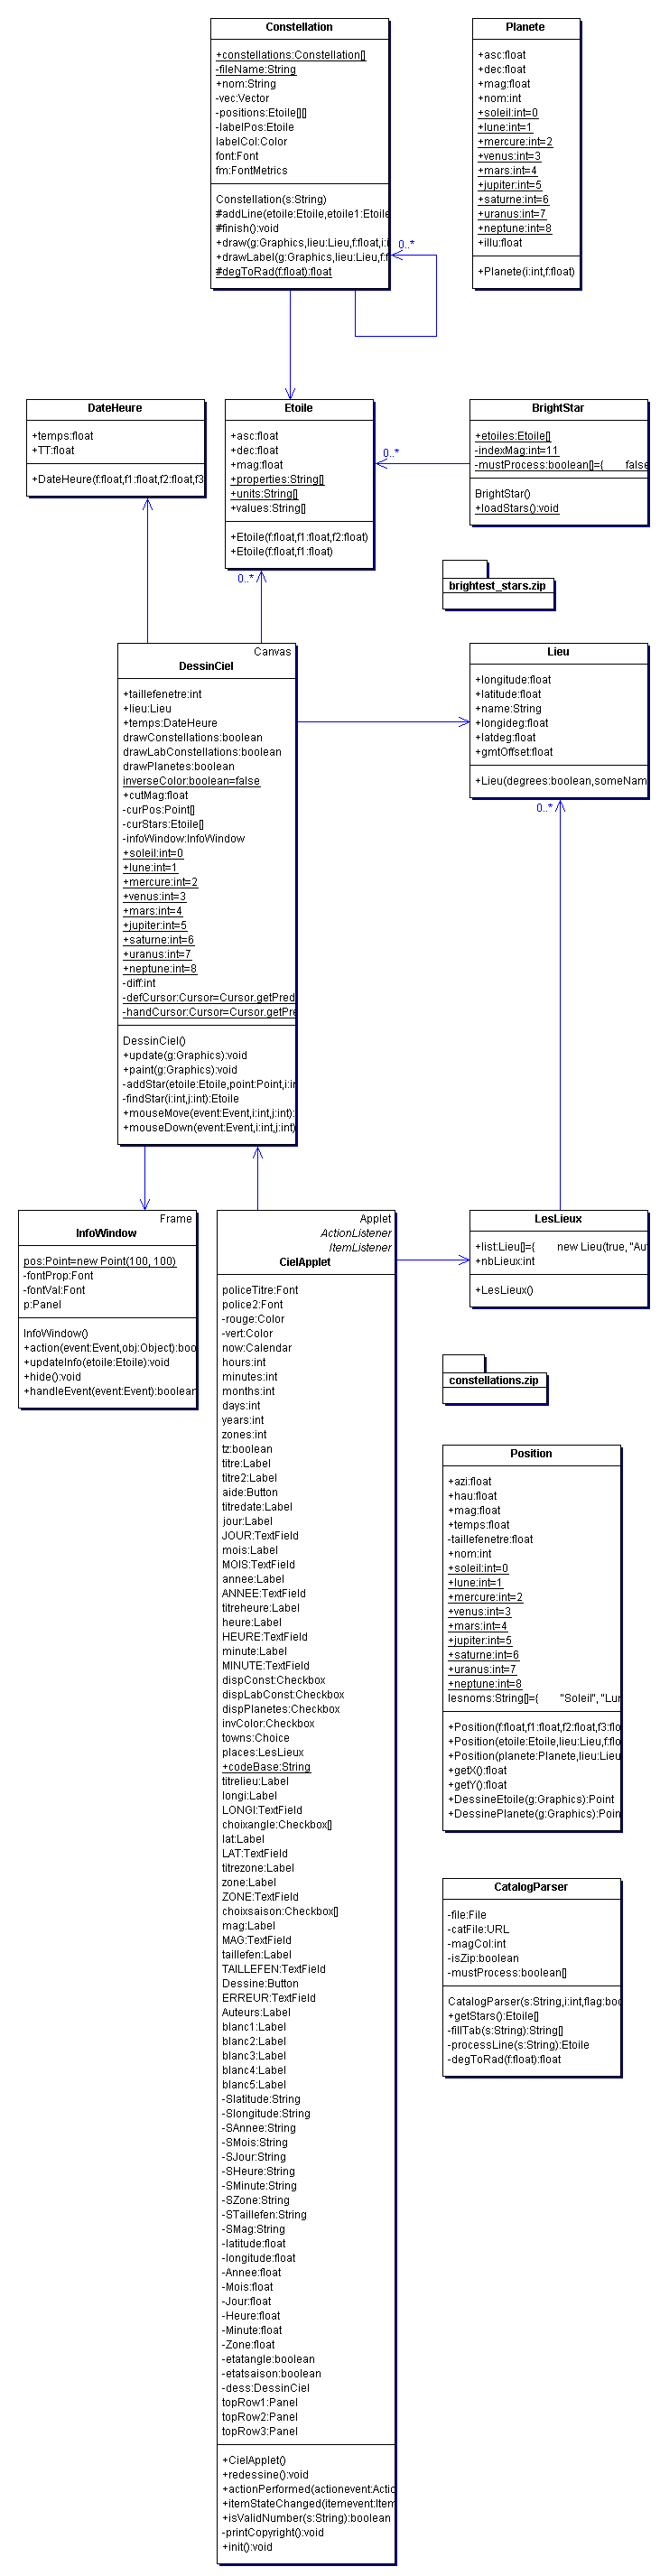 Constellation
+constellations:Constellation[]
-fileName:String
+nom:String
-vec:Vector
-positions:Etoile[][]
-labelPos:Etoile
labelCol:Color
font:Font
fm:FontMetrics
Constellation(s:String)
#addLine(etoile:Etoile,etoile1:Etoile
#finish():void
+draw(g:Graphics,lieu:Lieu,f:float,i:i
+drawLabel(g:Graphics,lieu:Lieu,f:f
#degToRad(f:float):float
0..*
Planete
+asc:float
+dec:float
+mag:float
+nom:int
+soleil:int=0
+lune:int=1
+mercure:int=2
+venus:int=3
+mars:int=4
+jupiter:int=5
+saturne:int=6
+uranus:int=7
+neptune:int=8
+illu:float
+Planete(i:int,f:float)
DateHeure
+temps:float
+TT:float
+DateHeure(f:float,f1:float,f2:float,f3
Etoile
+asc:float
+dec:float
+mag:float
+properties:String[]
+units:String[]
+values:String[]
+Etoile(f:float,f1:float,f2:float)
+Etoile(f:float,f1:float)
0..*
0..*
BrightStar
+etoiles:Etoile[]
-indexMag:int=11
-mustProcess:boolean[]={ false
BrightStar()
+loadStars():void
brightest_stars.zip
Canvas
DessinCiel
+taillefenetre:int
+lieu:Lieu
+temps:DateHeure
drawConstellations:boolean
drawLabConstellations:boolean
drawPlanetes:boolean
inverseColor:boolean=false
+cutMag:float
-curPos:Point[]
-curStars:Etoile[]
-infoWindow:InfoWindow
+soleil:int=0
+lune:int=1
+mercure:int=2
+venus:int=3
+mars:int=4
+jupiter:int=5
+saturne:int=6
+uranus:int=7
+neptune:int=8
-diff:int
-defCursor:Cursor=Cursor.getPred
-handCursor:Cursor=Cursor.getPre
DessinCiel()
+update(g:Graphics):void
+paint(g:Graphics):void
-addStar(etoile:Etoile,point:Point,i:in
-findStar(i:int,j:int):Etoile
+mouseMove(event:Event,i:int,j:int):
+mouseDown(event:Event,i:int,j:int)
Lieu
+longitude:float
+latitude:float
+name:String
+longideg:float
+latdeg:float
+gmtOffset:float
+Lieu(degrees:boolean,someNam
0..*
Frame
InfoWindow
pos:Point=new Point(100, 100)
-fontProp:Font
-fontVal:Font
p:Panel
InfoWindow()
+action(event:Event,obj:Object):boo
+updateInfo(etoile:Etoile):void
+hide():void
+handleEvent(event:Event):boolean
Applet
ActionListener
ItemListener
CielApplet
policeTitre:Font
police2:Font
-rouge:Color
-vert:Color
now:Calendar
hours:int
minutes:int
months:int
days:int
years:int
zones:int
tz:boolean
titre:Label
titre2:Label
aide:Button
titredate:Label
jour:Label
JOUR:TextField
mois:Label
MOIS:TextField
annee:Label
ANNEE:TextField
titreheure:Label
heure:Label
HEURE:TextField
minute:Label
MINUTE:TextField
dispConst:Checkbox
dispLabConst:Checkbox
dispPlanetes:Checkbox
invColor:Checkbox
towns:Choice
places:LesLieux
+codeBase:String
titrelieu:Label
longi:Label
LONGI:TextField
choixangle:Checkbox[]
lat:Label
LAT:TextField
titrezone:Label
zone:Label
ZONE:TextField
choixsaison:Checkbox[]
mag:Label
MAG:TextField
taillefen:Label
TAILLEFEN:TextField
Dessine:Button
ERREUR:TextField
Auteurs:Label
blanc1:Label
blanc2:Label
blanc3:Label
blanc4:Label
blanc5:Label
-Slatitude:String
-Slongitude:String
-SAnnee:String
-SMois:String
-SJour:String
-SHeure:String
-SMinute:String
-SZone:String
-STaillefen:String
-SMag:String
-latitude:float
-longitude:float
-Annee:float
-Mois:float
-Jour:float
-Heure:float
-Minute:float
-Zone:float
-etatangle:boolean
-etatsaison:boolean
-dess:DessinCiel
topRow1:Panel
topRow2:Panel
topRow3:Panel
+CielApplet()
+redessine():void
+actionPerformed(actionevent:Actio
+itemStateChanged(itemevent:Item
+isValidNumber(s:String):boolean
-printCopyright():void
+init():void
LesLieux
+list:Lieu[]={ new Lieu(true, "Au
+nbLieux:int
+LesLieux()
constellations.zip
Position
+azi:float
+hau:float
+mag:float
+temps:float
-taillefenetre:float
+nom:int
+soleil:int=0
+lune:int=1
+mercure:int=2
+venus:int=3
+mars:int=4
+jupiter:int=5
+saturne:int=6
+uranus:int=7
+neptune:int=8
lesnoms:String[]={ "Soleil", "Lun
+Position(f:float,f1:float,f2:float,f3:flo
+Position(etoile:Etoile,lieu:Lieu,f:flo
+Position(planete:Planete,lieu:Lieu
+getX():float
+getY():float
+DessineEtoile(g:Graphics):Point
+DessinePlanete(g:Graphics):Poin
CatalogParser
-file:File
-catFile:URL
-magCol:int
-isZip:boolean
-mustProcess:boolean[]
CatalogParser(s:String,i:int,flag:boo
+getStars():Etoile[]
-fillTab(s:String):String[]
-processLine(s:String):Etoile
-degToRad(f:float):float